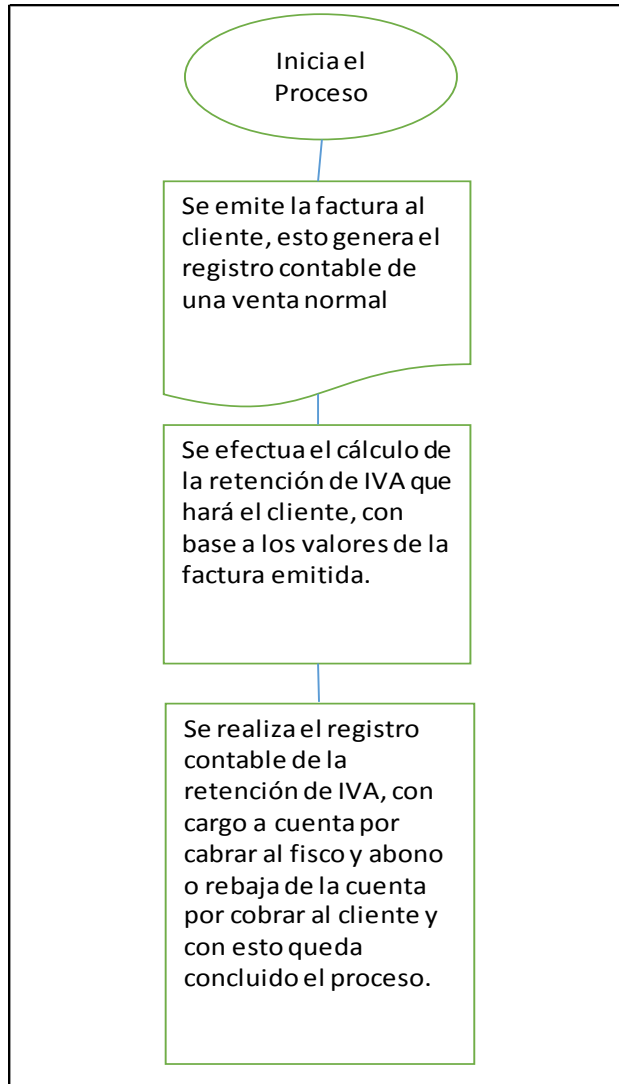 Inicia el
Proceso
Se emite la factura al
cliente, esto genera el
registro contable de
una venta normal
Se efectua el cálculo de
la retención de IVA que
hará el cliente, con
base a los valores de la
factura emitida.
Se realiza el registro
contable de la
retención de IVA, con
cargo a cuenta por
cabrar al fisco y abono
o rebaja de la cuenta
por cobrar al cliente y
con esto queda
concluido el proceso.